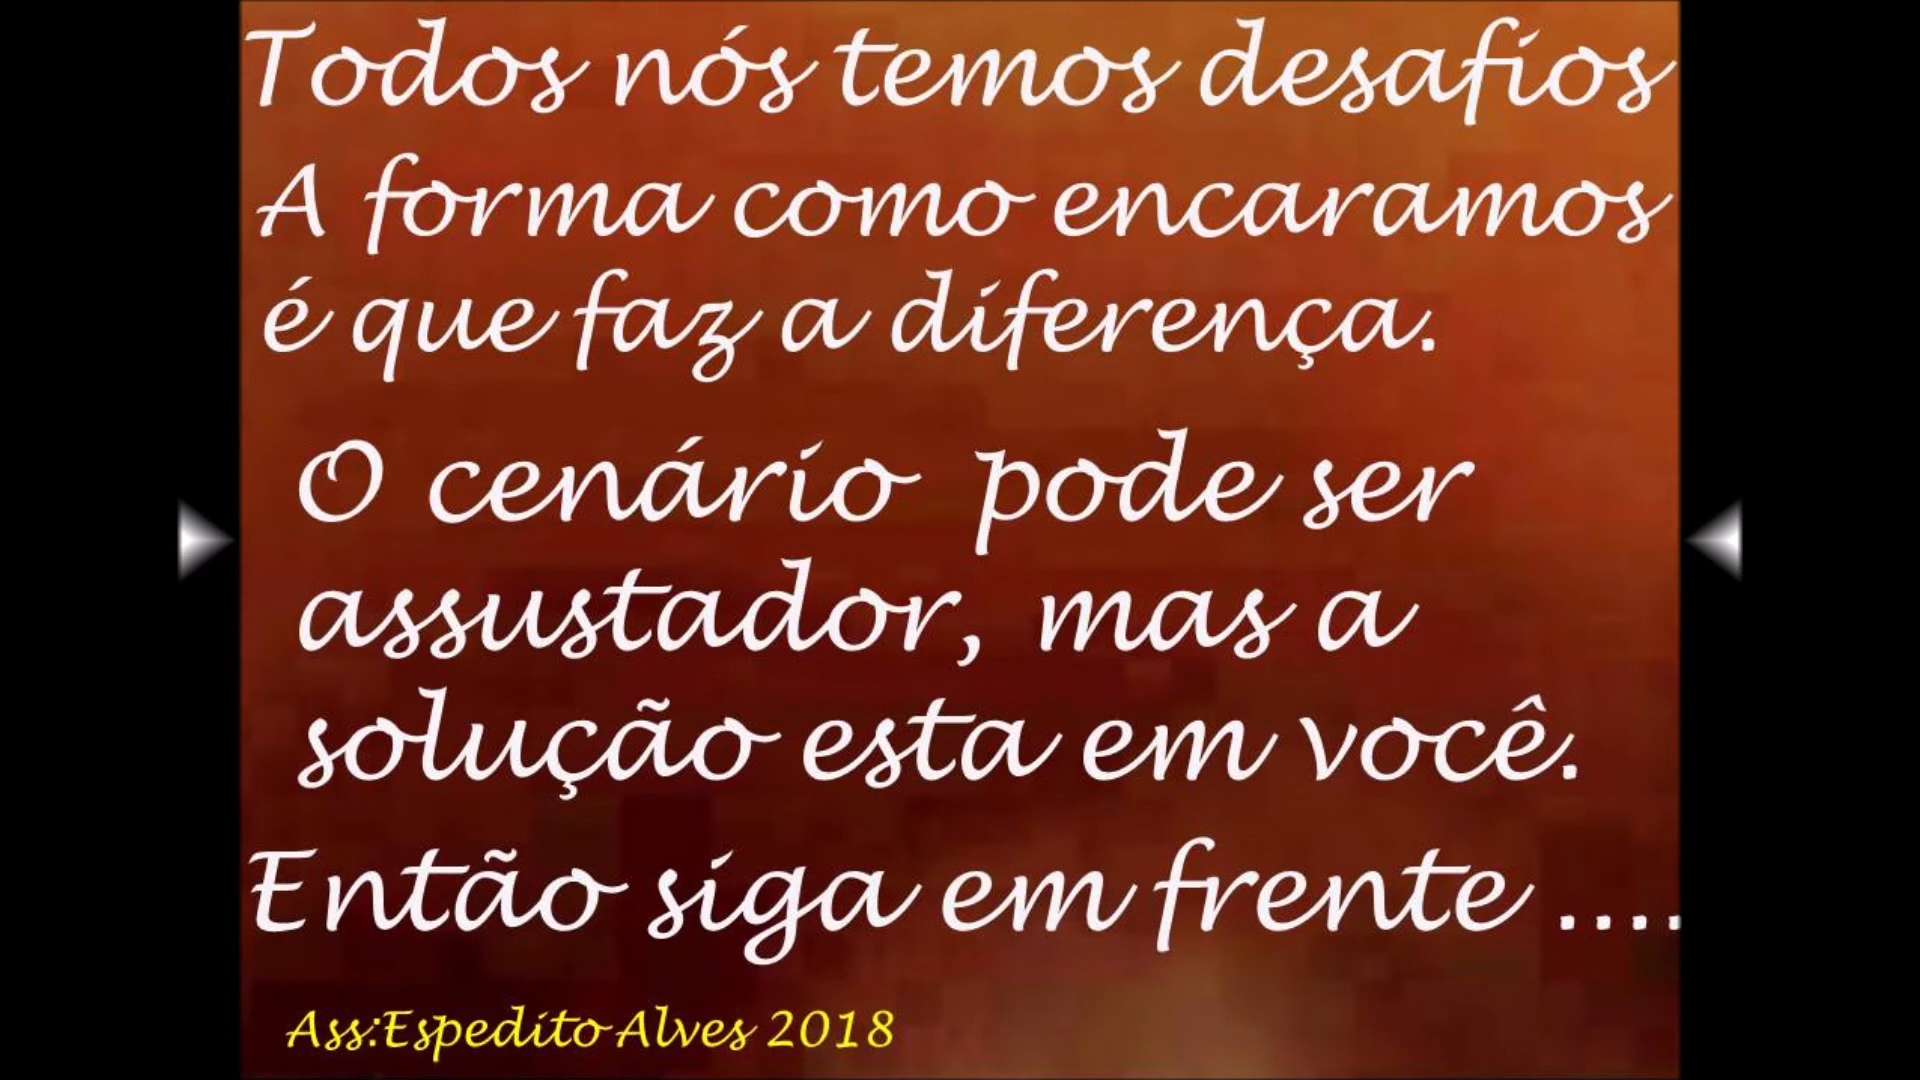 Todos nós temos desafios
A forma como encaramos
é que faz a diferença.
O cenário pode ser
assustador, mas a
solução esta em você.
Então siga em frente ....
Ass:Espedito Alves 2018